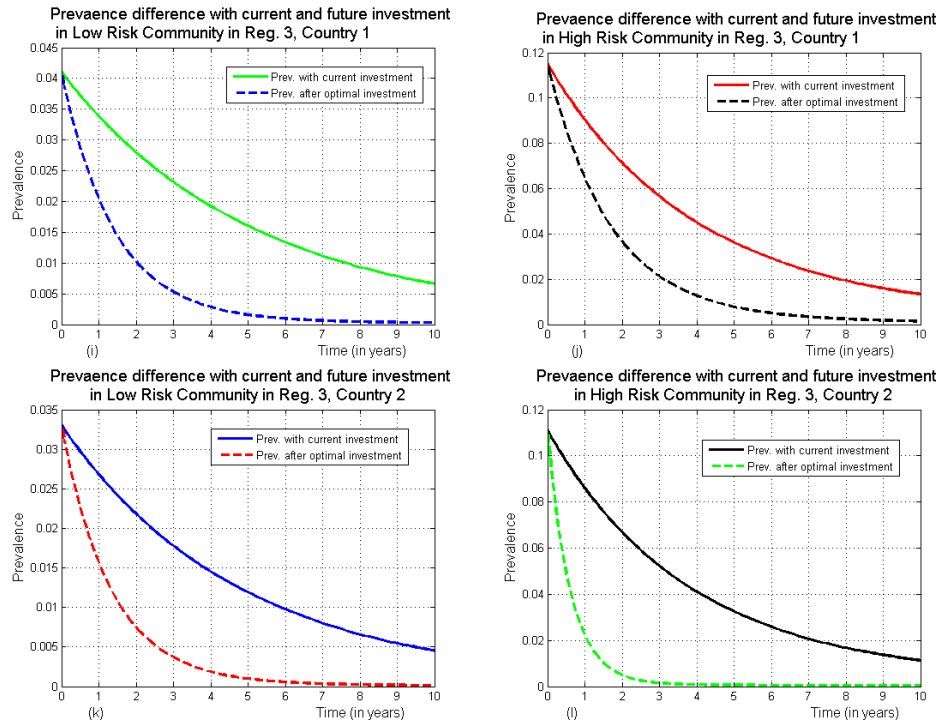 Prevaence difference with current and future investment
in Low Risk Community in Reg. 3, Country 1
0.045
0.04
0.035
0.03
0.025
0.02
0.015
0.01
0.005
0
Prevalence
Prev. with current investment
Prev. after optimal investment
0 1 2 3 4 5 6 7 8 9 10
(i)
Time (in years)
Prevaence difference with current and future investment
in High Risk Community in Reg. 3, Country 1
0.12
0.1
0.08
0.06
0.04
0.02
0
Prevalence
Prev. with current investment
Prev. after optimal investment
0 1 2 3 4 5 6 7 8 9 10
(j)
Time (in years)
Prevaence difference with current and future investment
in Low Risk Community in Reg. 3, Country 2
0.035
0.03
0.025
0.02
0.015
0.01
0.005
0
Prevalence
Prev. with current investment
Prev. after optimal investment
0 1 2 3 4 5 6 7 8 9 10
(k)
Time (in years)
Prevaence difference with current and future investment
in High Risk Community in Reg. 3, Country 2
0.12
0.1
0.08
0.06
0.04
0.02
0
Prevalence
Prev. with current investment
Prev. after optimal investment
0 1 2 3 4 5 6 7 8 9 10
(l)
Time (in years)